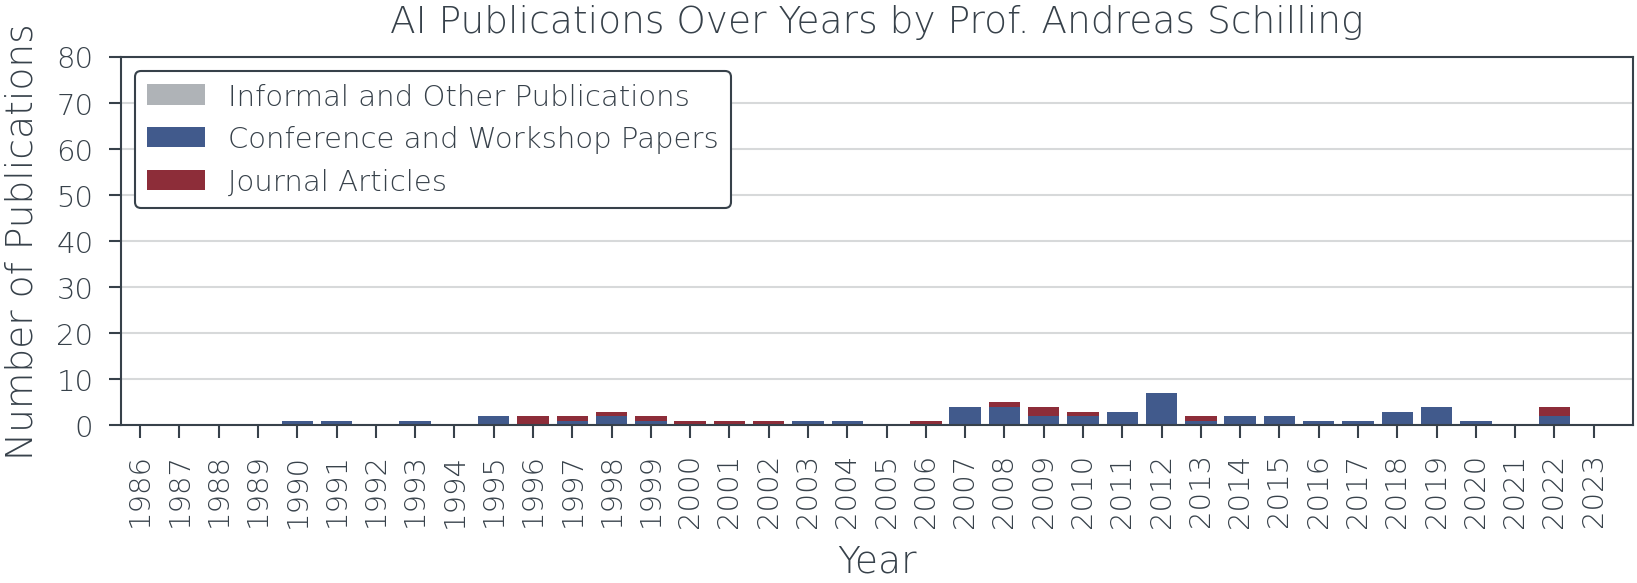 AI Publications Over Years by Prof. Andreas Schilling
Number of Publications
80
70
60
50
40
30
20
10
0
Informal and Other Publications
Conference and Workshop Papers
Journal Articles
1986 1987 1988 1989 1990 1991 1992 1993 1994 1995 1996 1997 1998 1999 2000 2001 2002 2003 2004 2005 2006 2007 2008 2009 2010 2011 2012 2013 2014 2015 2016 2017 2018 2019 2020 2021 2022 2023
Year